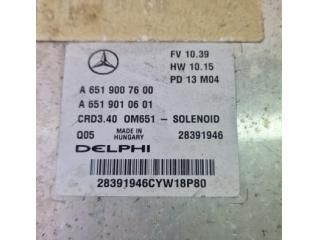 FV 10.39
HW 10.15
PD 13 M04
A 651 900 76 00
A 651 901 06 01
CRD3.40 OM651 - SOLENOID
Q05 MADE IN HUNGARY 28391946
DELPHI
28391946CYW18P80